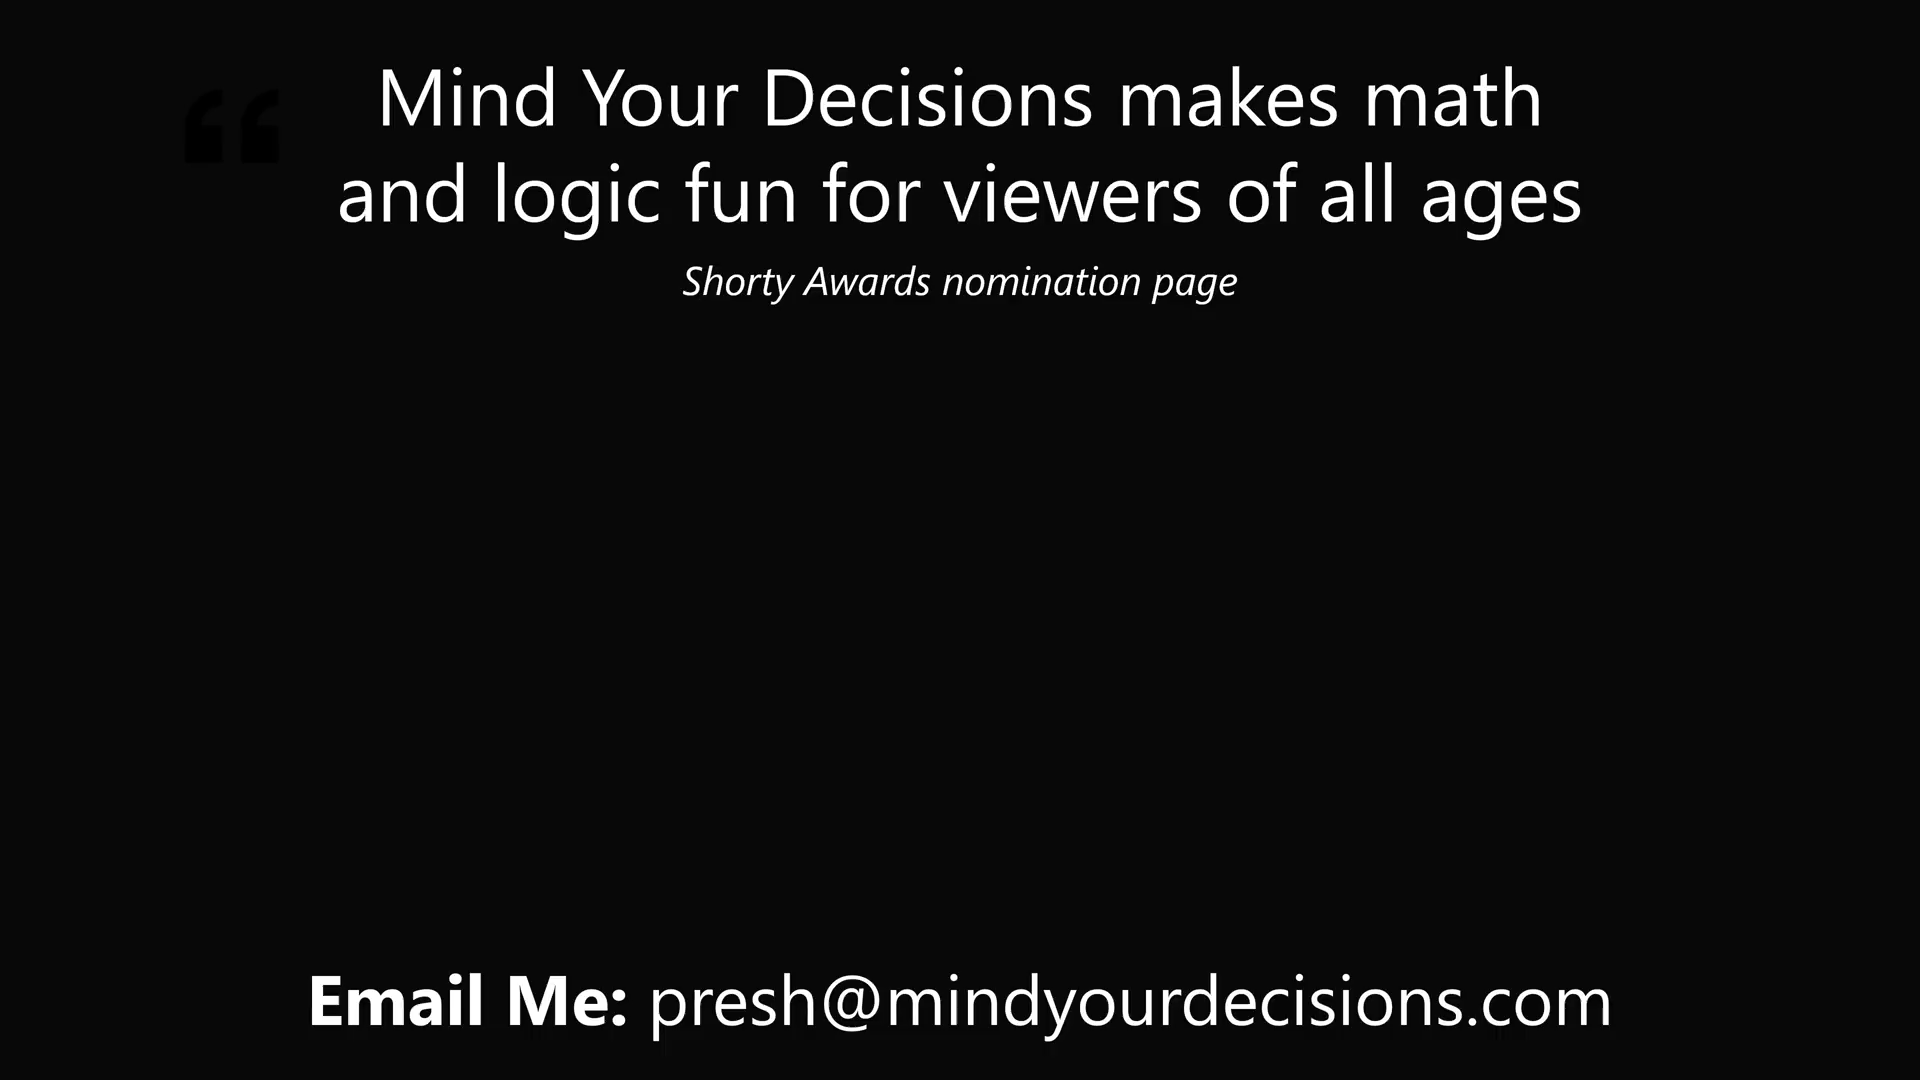 “
Mind Your Decisions makes math
and logic fun for viewers of all ages
Shorty Awards nomination page
Email Me: presh@mindyourdecisions.com